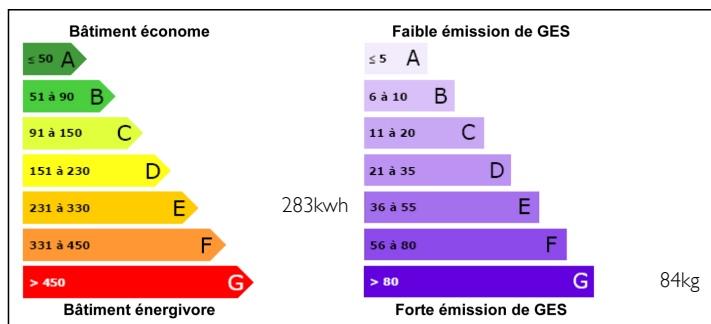 Bâtiment économe
≤ 50 A
51 à 90 B
91 à 150 C
151 à 230 D
231 à 330 E
283kwh
331 à 450 F
> 450 G
Bâtiment énergivore
Faible émission de GES
≤ 5 A
6 à 10 B
11 à 20 C
21 à 35 D
36 à 55 E
56 à 80 F
> 80 G
84kg
Forte émission de GES